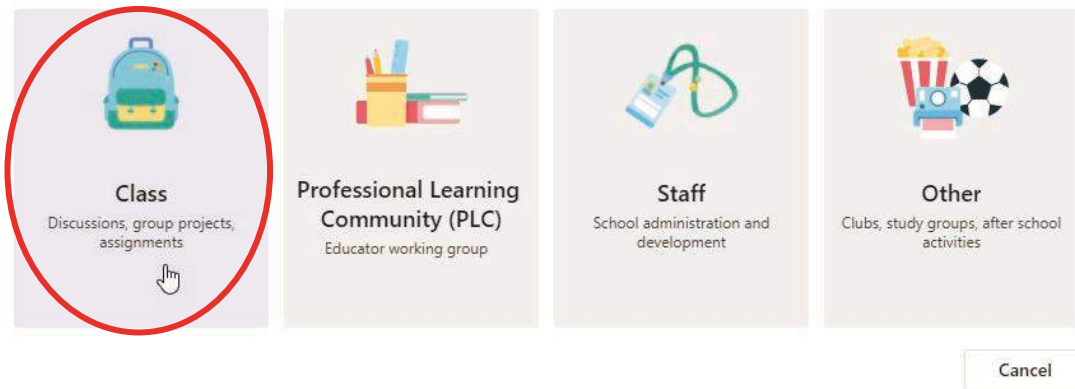 Class
Discussions, group projects,
assignments
Professional Learning
Community (PLC)
Educator working group
Staff
School administration and
development
Other
Clubs, study groups, after school
activities
Cancel